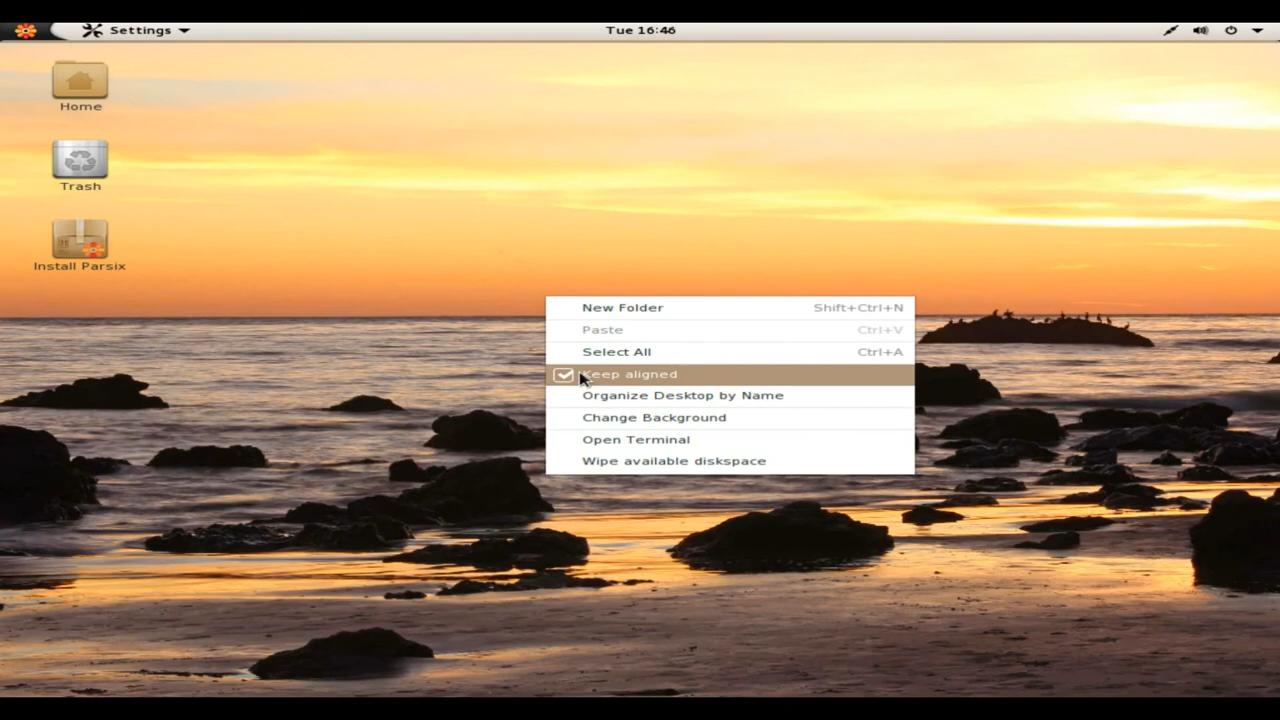 Settings
Tue 16:46
Home
Trash
Install Parsix
New Folder Shift+Ctrl+N
Paste Ctrl+V
Select All Ctrl+A
Keep aligned
Organize Desktop by Name
Change Background
Open Terminal
Wipe available diskspace